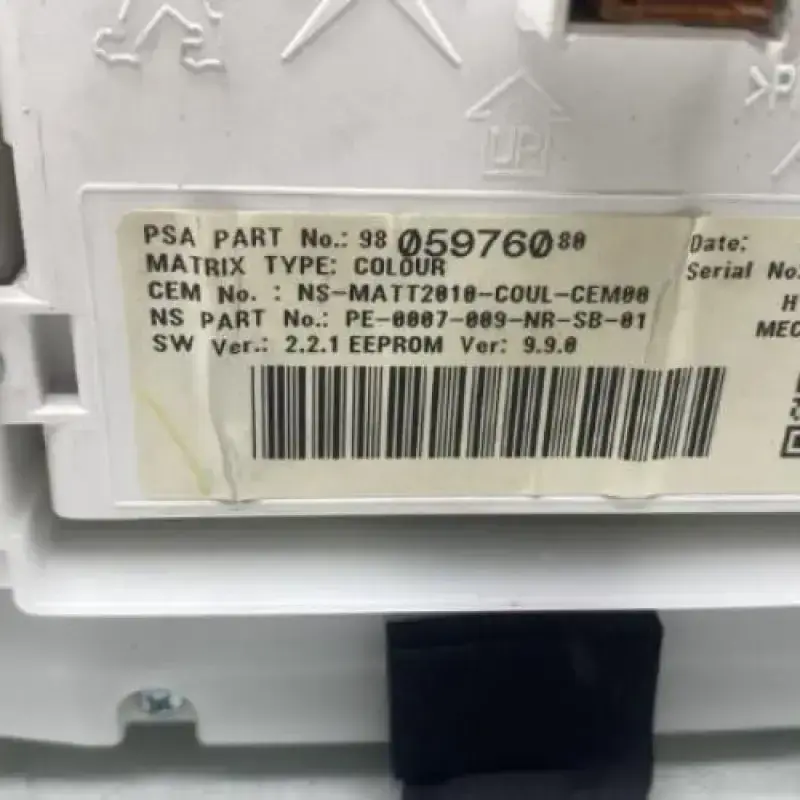 UP
>P
PSA PART No.: 98 059760 80
MATRIX TYPE: COLOUR
CEM No. : NS-MATT2010-COUL-CEM00
NS PART No.: PE-0007-009-NR-SB-01
SW Ver.: 2.2.1 EEPROM Ver: 9.9.0
Date:
Serial No:
H
MEC